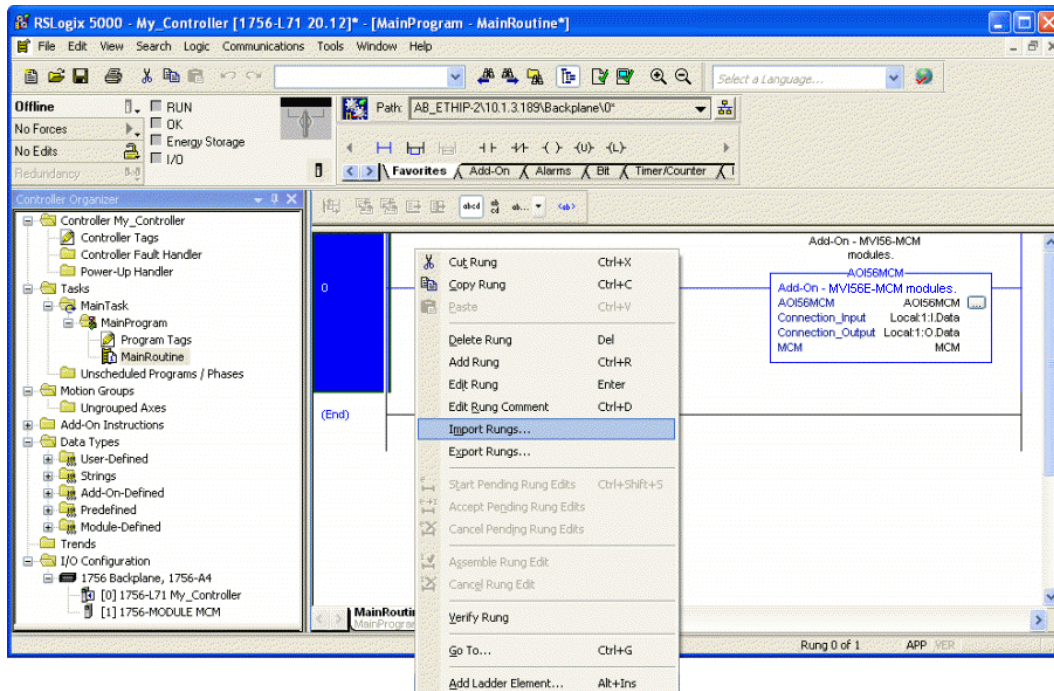 RSLogix 5000 - My_Controller [1756-L71 20.12]* - [MainProgram - MainRoutine*]
File Edit View Search Logic Communications Tools Window Help
Select a Language...
Offline
RUN
No Forces
OK
No Edits
Energy Storage
Redundancy
I/O
Path: AB_ETHIP-2\10.1.3.189\Backplane\0*
Favorites Add-On Alarms Bit Timer/Counter
Controller Organizer
Controller My_Controller
Controller Tags
Controller Fault Handler
Power-Up Handler
Tasks
MainTask
MainProgram
Program Tags
MainRoutine
Unscheduled Programs / Phases
Motion Groups
Ungrouped Axes
Add-On Instructions
Data Types
User-Defined
Strings
Add-On-Defined
Predefined
Module-Defined
Trends
I/O Configuration
1756 Backplane, 1756-A4
[0] 1756-L71 My_Controller
[1] 1756-MODULE MCM
0
(End)
Cut Rung Ctrl+X
Copy Rung Ctrl+C
Paste Ctrl+V
Delete Rung Del
Add Rung Ctrl+R
Edit Rung Enter
Edit Rung Comment Ctrl+D
Import Rungs...
Export Rungs...
Start Pending Rung Edits Ctrl+Shift+S
Accept Pending Rung Edits
Cancel Pending Rung Edits
Assemble Rung Edit
Cancel Rung Edit
Verify Rung
Go To... Ctrl+G
Add Ladder Element... Alt+Ins
Add-On - MVI56-MCM
modules.
AOI56MCM
Add-On - MVI56E-MCM modules.
AOI56MCM AOI56MCM ...
Connection_Input Local:1:I.Data
Connection_Output Local:1:O.Data
MCM MCM
MainRoutin
MainProgra
Rung 0 of 1 APP VER